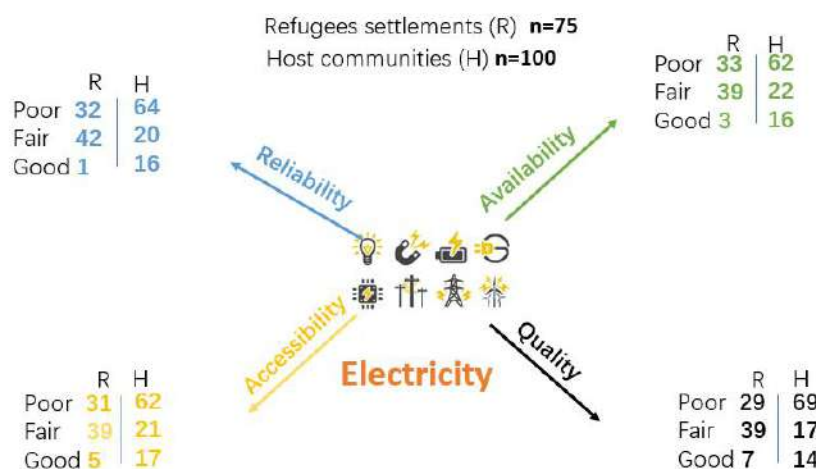 Refugees settlements (R) n=75
Host communities (H) n=100
R H
Poor 32 64
Fair 42 20
Good 1 16
Reliability
R H
Poor 33 62
Fair 39 22
Good 3 16
Availability
Accessibility
R H
Poor 31 62
Fair 39 21
Good 5 17
Electricity
Quality
R H
Poor 29 69
Fair 39 17
Good 7 14